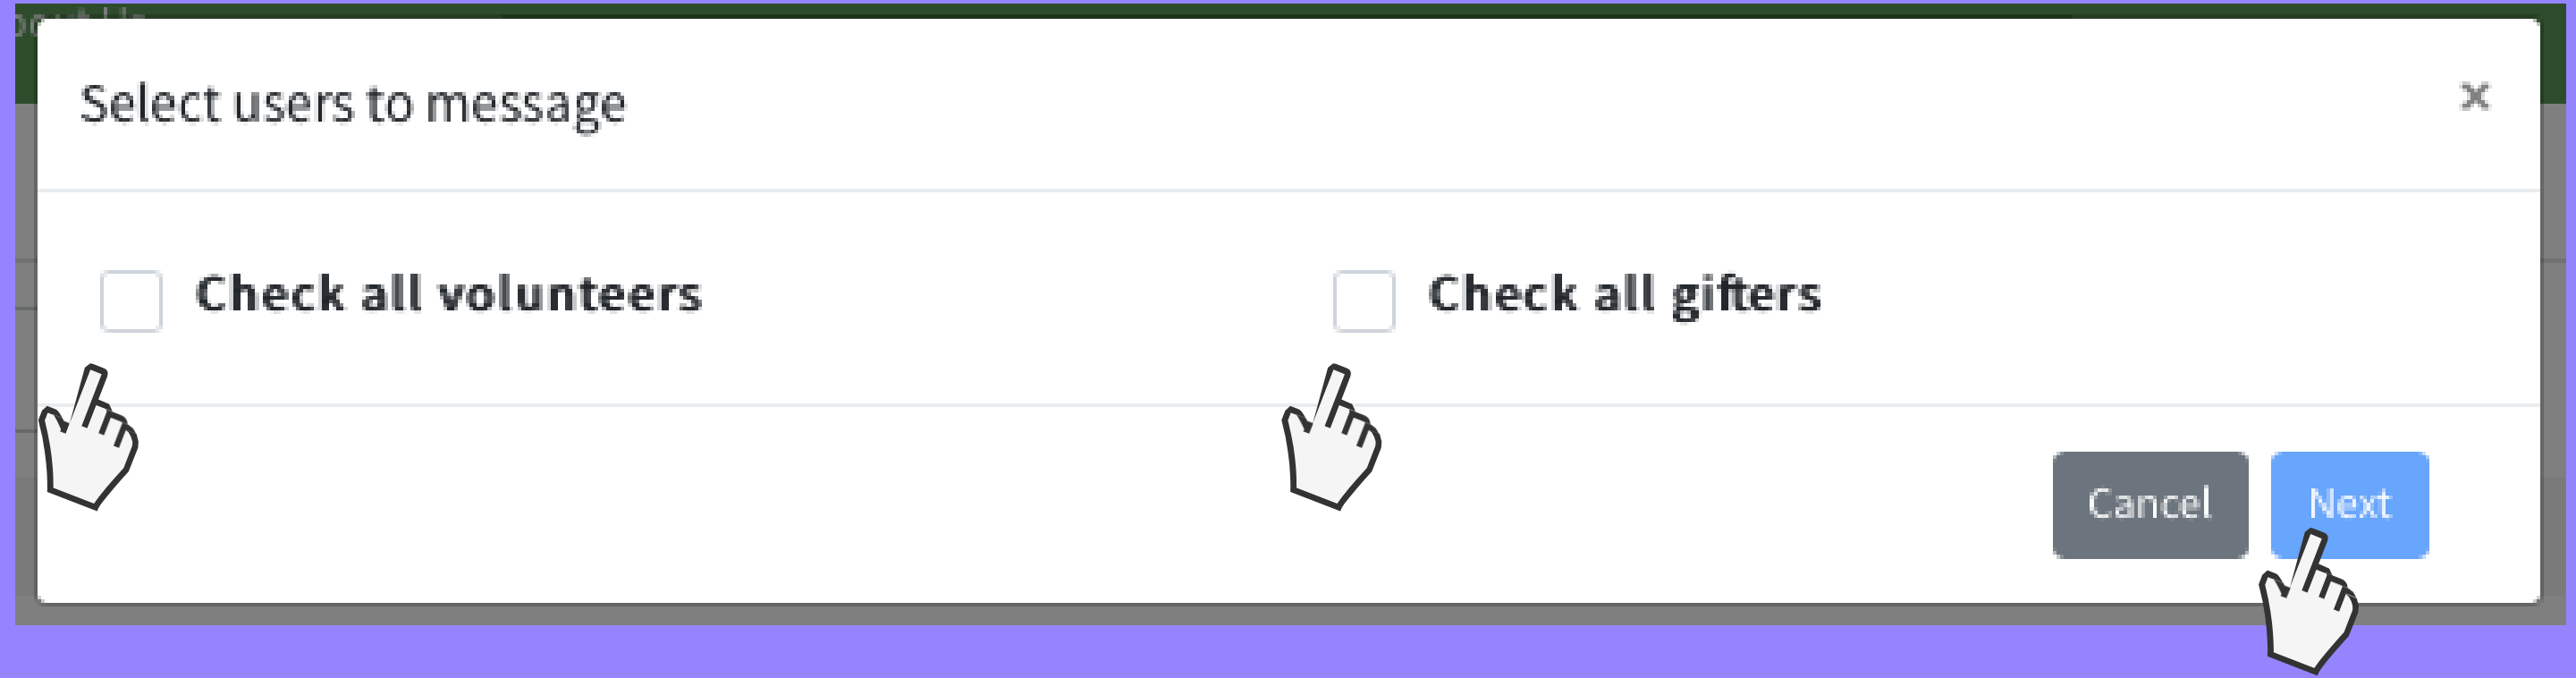 Select users to message
×
Check all volunteers
Check all gifters
Cancel
Next